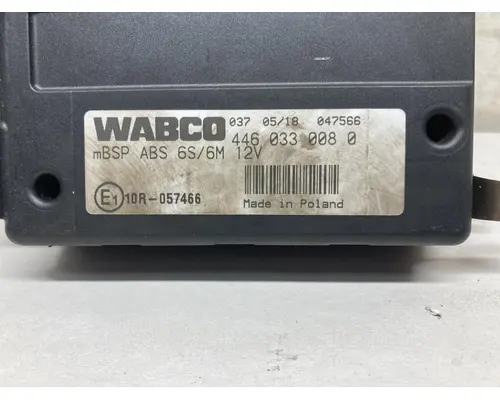 WABCO 037 05/18 047566
446 033 008 0
mBSP ABS 6S/6M 12V
E1 10R-057466
Made in Poland